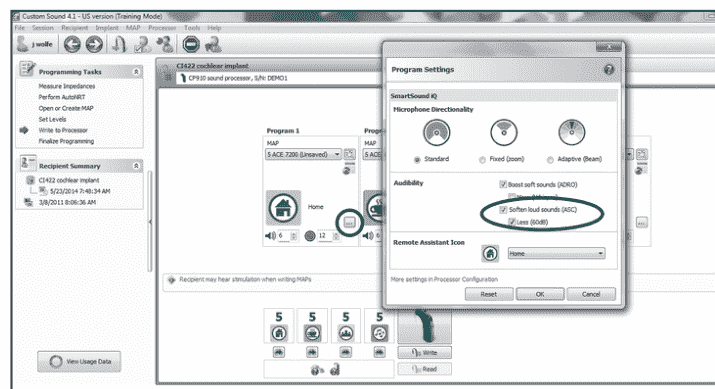 Custom Sound 4.1 - US version (Training Mode)
File Session Recipient Implant MAP Processor Tools Help
j wolfe
Programming Tasks
Measure Impedances
Perform AutoNRT
Open or Create MAP
Set Levels
Write to Processor
Finalize Programming
Recipient Summary
CI422 cochlear implant
5/23/2014 7:48:34 AM
3/8/2011 8:06:36 AM
View Usage Data
CI422 cochlear implant
CP910 sound processor, S/N: DEMO1
Program 1
MAP
5 ACE 7200 (Unsaved)
Home
...
6 12
Prog
MAP
5 ACE
6
Recipient may hear stimulation when writing MAPs
5 5 5 5
Write
Read
Program Settings
SmartSound iQ
Microphone Directionality
Standard Fixed (zoom) Adaptive (Beam)
Audibility
Boost soft sounds (ADRO)
Soften loud sounds (ASC)
Less (60dB)
Remote Assistant Icon
Home
More settings in Processor Configuration
Reset OK Cancel